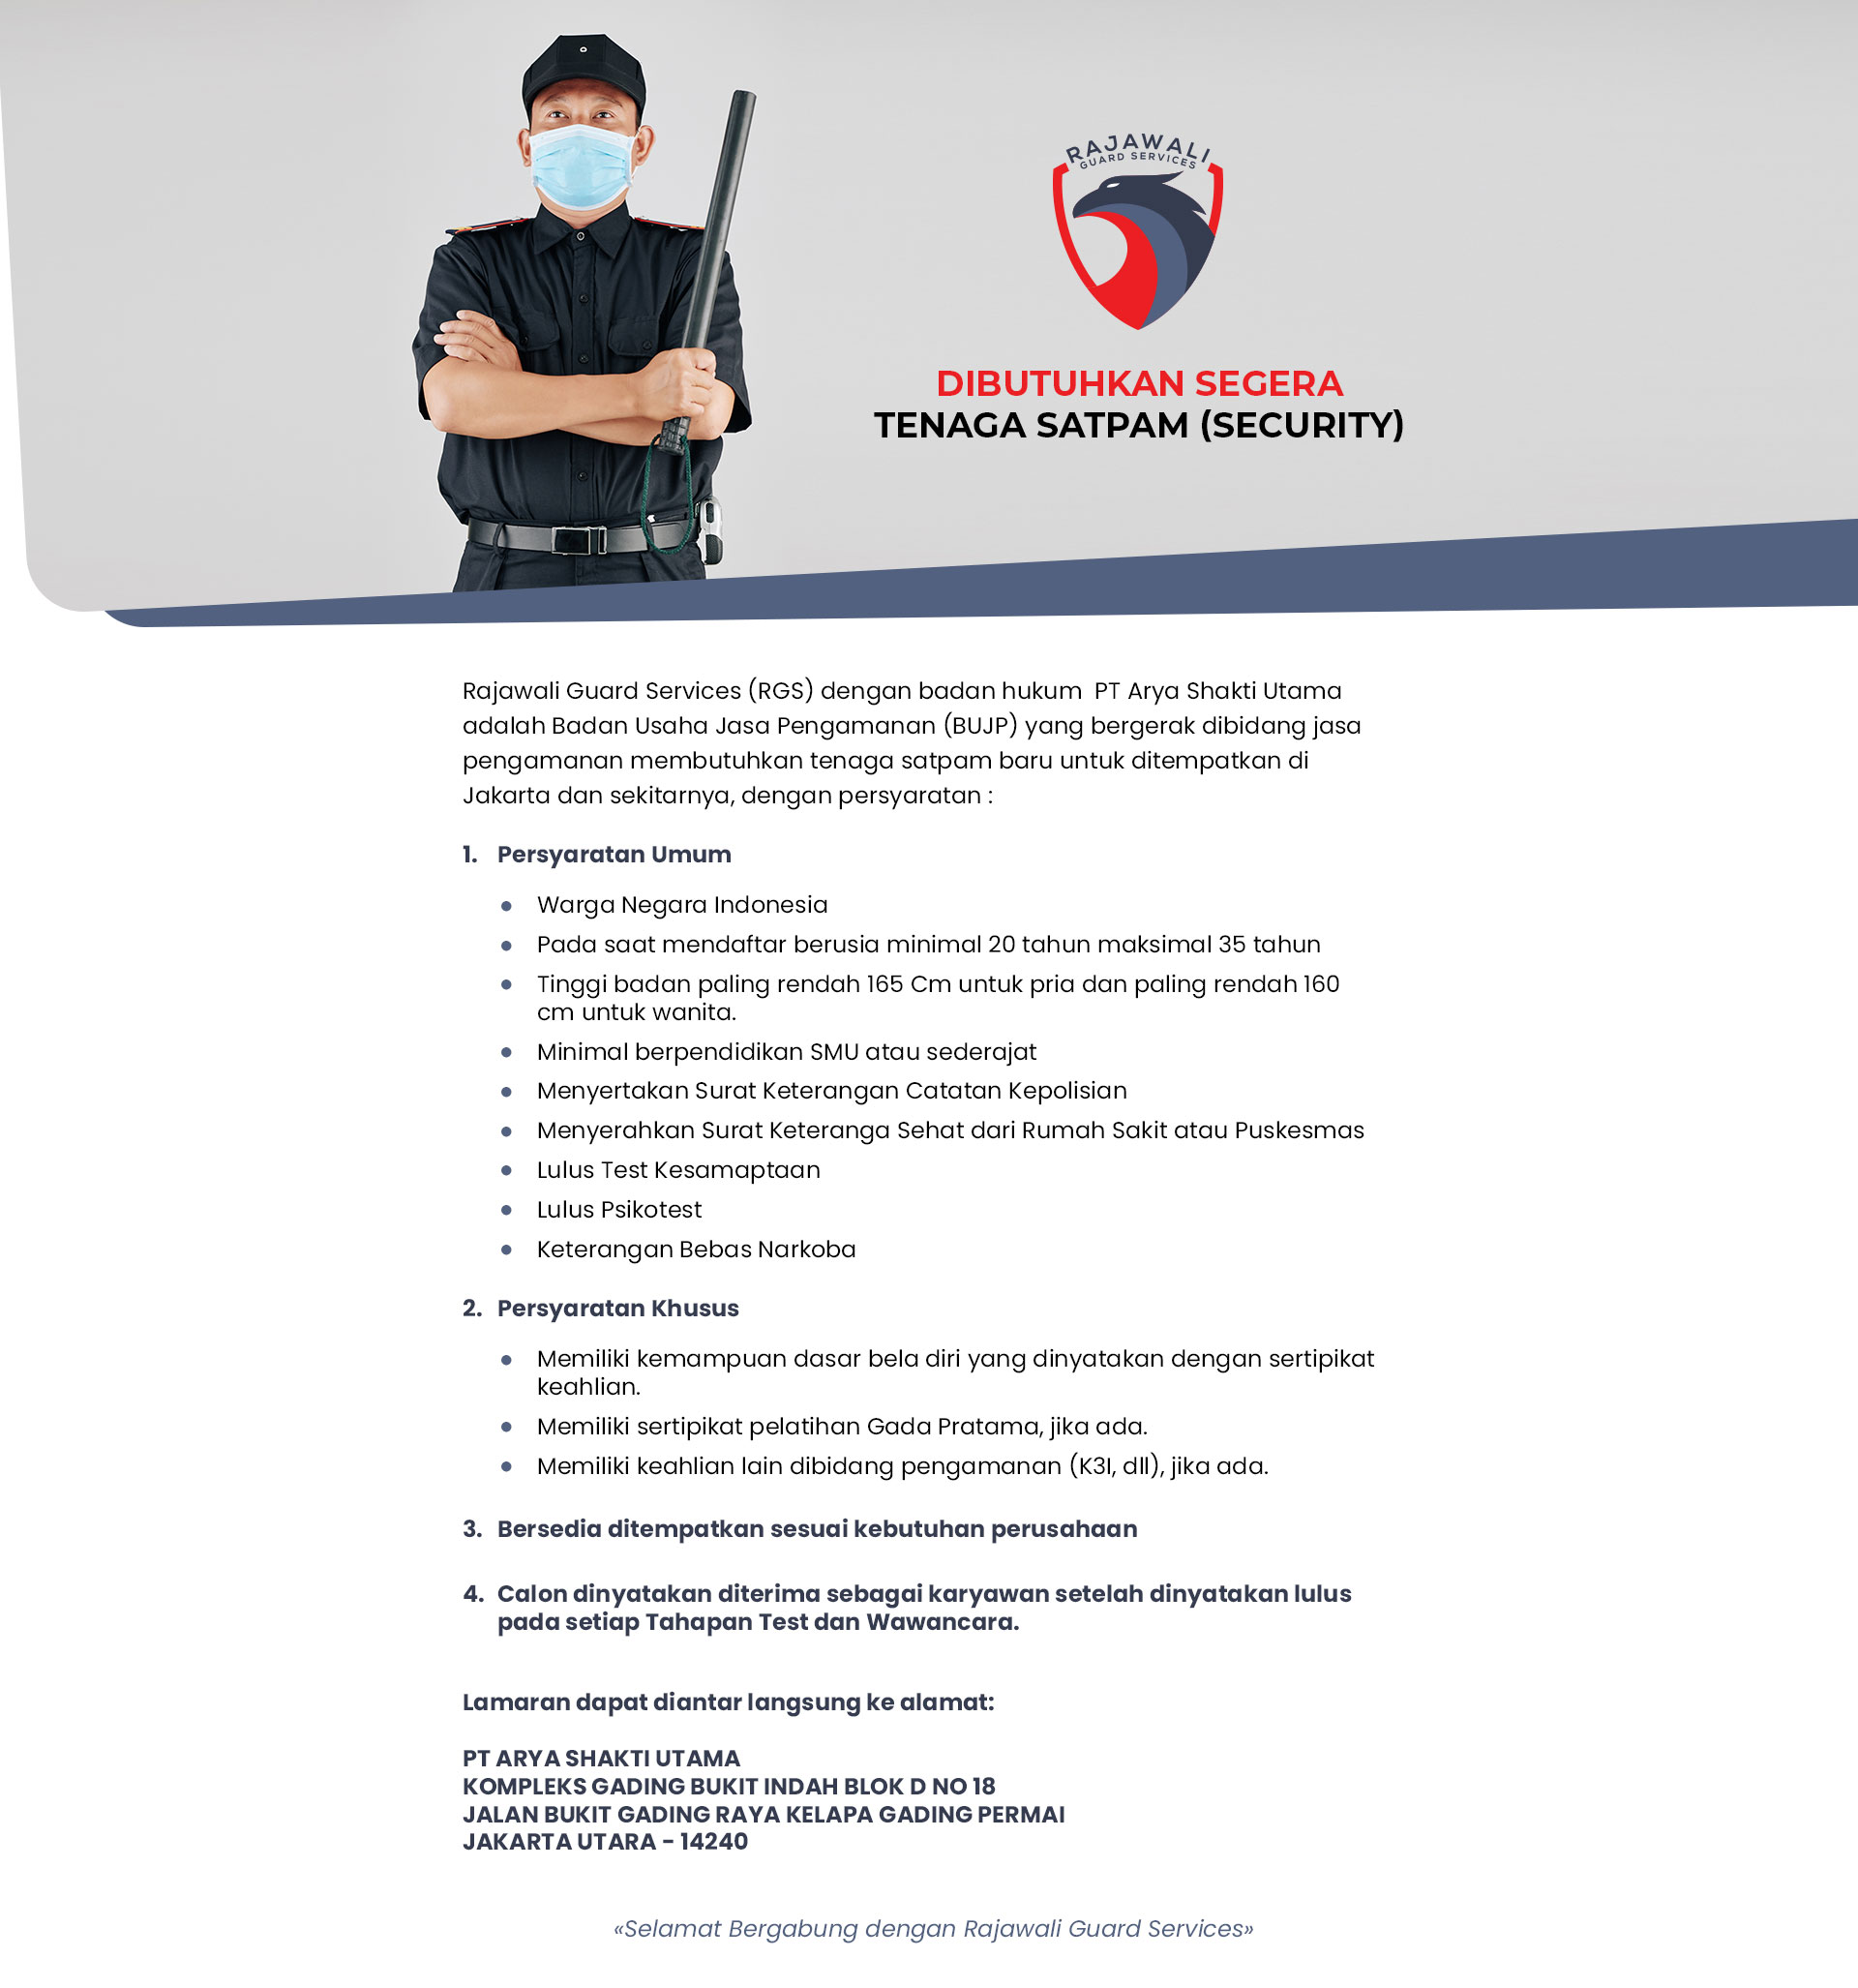 RAJAWALI
GUARD SERVICES
DIBUTUHKAN SEGERA
TENAGA SATPAM (SECURITY)
Rajawali Guard Services (RGS) dengan badan hukum PT Arya Shakti Utama
adalah Badan Usaha Jasa Pengamanan (BUJP) yang bergerak dibidang jasa
pengamanan membutuhkan tenaga satpam baru untuk ditempatkan di
Jakarta dan sekitarnya, dengan persyaratan :
1. Persyaratan Umum
● Warga Negara Indonesia
● Pada saat mendaftar berusia minimal 20 tahun maksimal 35 tahun
● Tinggi badan paling rendah 165 Cm untuk pria dan paling rendah 160
cm untuk wanita.
● Minimal berpendidikan SMU atau sederajat
● Menyertakan Surat Keterangan Catatan Kepolisian
● Menyerahkan Surat Keteranga Sehat dari Rumah Sakit atau Puskesmas
● Lulus Test Kesamaptaan
● Lulus Psikotest
● Keterangan Bebas Narkoba
2. Persyaratan Khusus
● Memiliki kemampuan dasar bela diri yang dinyatakan dengan sertipikat
keahlian.
● Memiliki sertipikat pelatihan Gada Pratama, jika ada.
● Memiliki keahlian lain dibidang pengamanan (K3I, dll), jika ada.
3. Bersedia ditempatkan sesuai kebutuhan perusahaan
4. Calon dinyatakan diterima sebagai karyawan setelah dinyatakan lulus
pada setiap Tahapan Test dan Wawancara.
Lamaran dapat diantar langsung ke alamat:
PT ARYA SHAKTI UTAMA
KOMPLEKS GADING BUKIT INDAH BLOK D NO 18
JALAN BUKIT GADING RAYA KELAPA GADING PERMAI
JAKARTA UTARA - 14240
«Selamat Bergabung dengan Rajawali Guard Services»